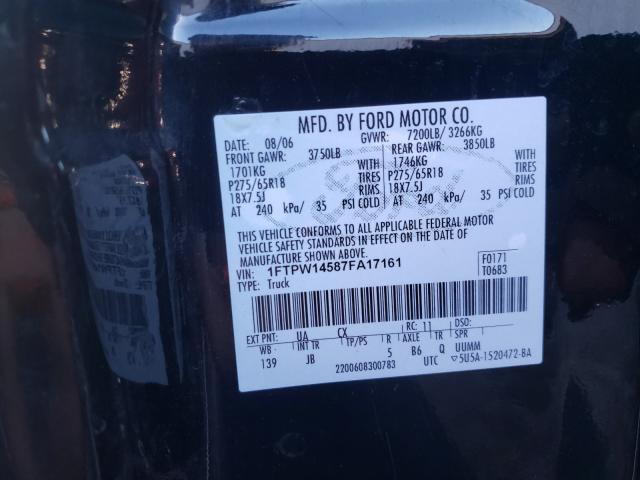 MFD. BY FORD MOTOR CO.
DATE: 08/06 GVWR: 7200LB/ 3266KG
FRONT GAWR: 3750LB REAR GAWR: 3850LB
1701KG WITH 1746KG WITH
P275/65R18 TIRES P275/65R18 TIRES
18X7.5J RIMS 18X7.5J RIMS
AT 240 kPa/ 35 PSI COLD AT 240 kPa/ 35 PSI COLD
THIS VEHICLE CONFORMS TO ALL APPLICABLE FEDERAL MOTOR
VEHICLE SAFETY STANDARDS IN EFFECT ON THE DATE OF
MANUFACTURE SHOWN ABOVE.
VIN: 1FTPW14587FA17161 F0171
TYPE: Truck T0683
EXT PNT: UA CX RC: 11 DSO:
WB INT TR TP/PS R AXLE TR SPR
139 JB 5 B6 Q UUMM
2200608300783 UTC ▽5U5A-1520472-BA